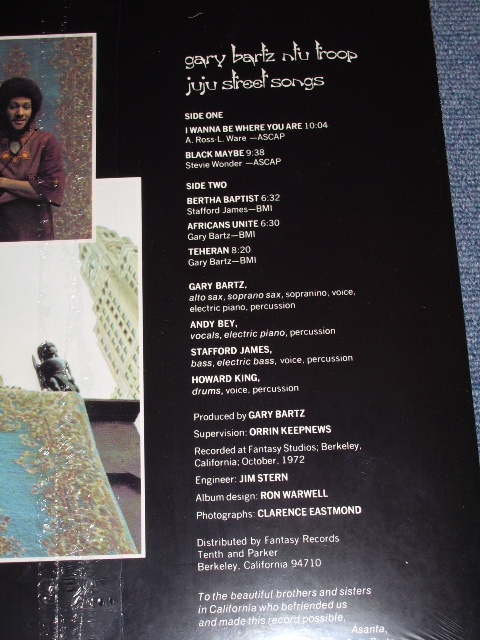 gary bartz ntu troop
juju street songs
SIDE ONE
I WANNA BE WHERE YOU ARE 10:04
A. Ross-L. Ware —ASCAP
BLACK MAYBE 9:38
Stevie Wonder —ASCAP
SIDE TWO
BERTHA BAPTIST 6:32
Stafford James—BMI
AFRICANS UNITE 6:30
Gary Bartz—BMI
TEHERAN 8:20
Gary Bartz—BMI
GARY BARTZ,
alto sax, soprano sax, sopranino, voice,
electric piano, percussion
ANDY BEY,
vocals, electric piano, percussion
STAFFORD JAMES,
bass, electric bass, voice, percussion
HOWARD KING,
drums, voice, percussion
Produced by GARY BARTZ
Supervision: ORRIN KEEPNEWS
Recorded at Fantasy Studios; Berkeley,
California; October, 1972
Engineer: JIM STERN
Album design: RON WARWELL
Photographs: CLARENCE EASTMOND
Distributed by Fantasy Records
Tenth and Parker
Berkeley, California 94710
To the beautiful brothers and sisters
in California who befriended us
and made this record possible.
Asanta,